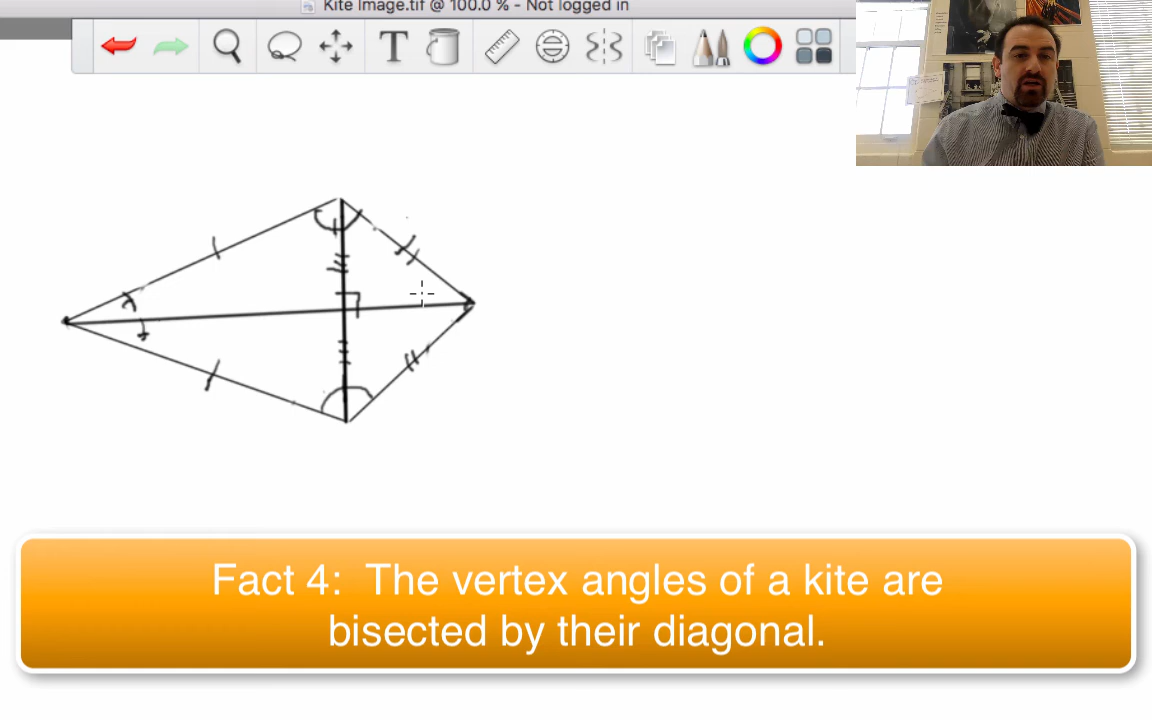 Kite Image.tif @ 100.0 % - Not logged in
T
Fact 4: The vertex angles of a kite are
bisected by their diagonal.